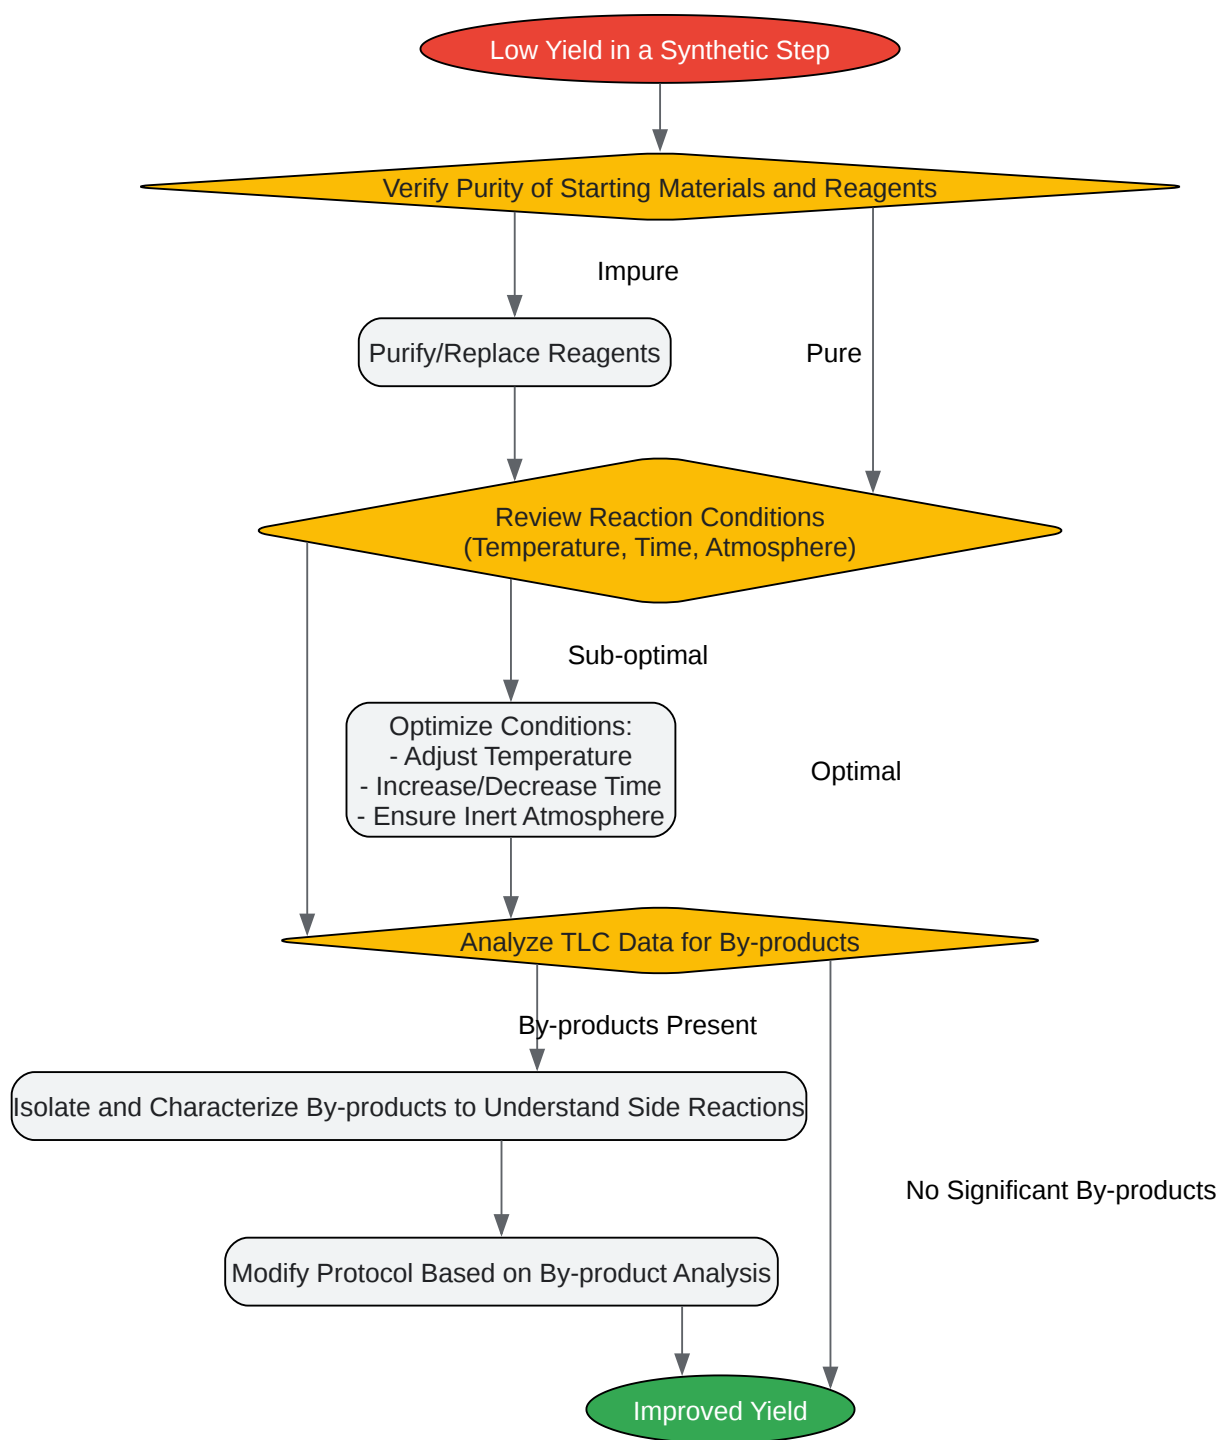 Low Yield in a Synthetic Step
Verify Purity of Starting Materials and Reagents
Impure
Purify/Replace Reagents
Pure
Review Reaction Conditions
(Temperature, Time, Atmosphere)
Sub-optimal
Optimize Conditions:
- Adjust Temperature
- Increase/Decrease Time
- Ensure Inert Atmosphere
Optimal
Analyze TLC Data for By-products
By-products Present
Isolate and Characterize By-products to Understand Side Reactions
No Significant By-products
Modify Protocol Based on By-product Analysis
Improved Yield